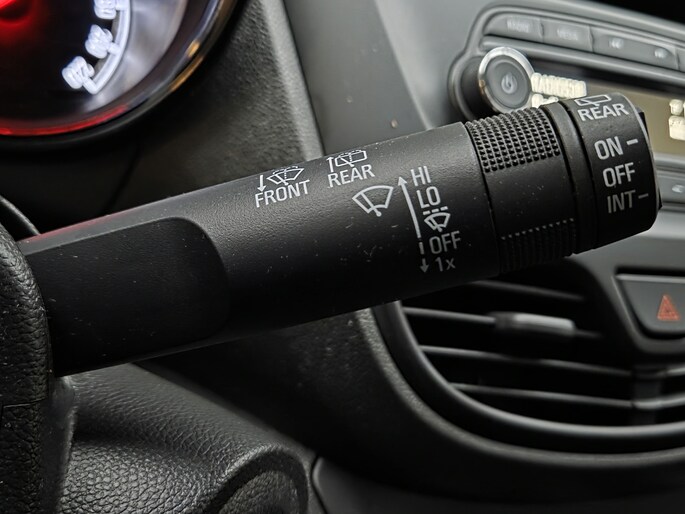 FRONT
REAR
HI
LO
OFF
1x
REAR
ON
OFF
INT